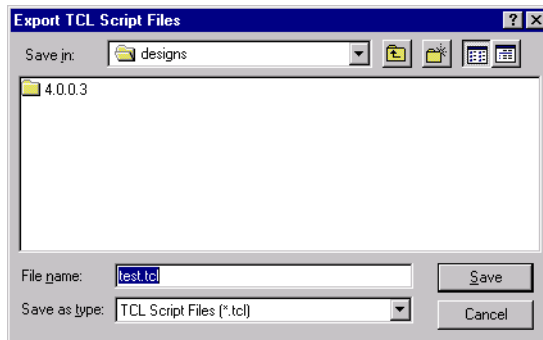 Export TCL Script Files
Save in: designs
4.0.0.3
File name: test.tcl Save
Save as type: TCL Script Files (*.tcl) Cancel